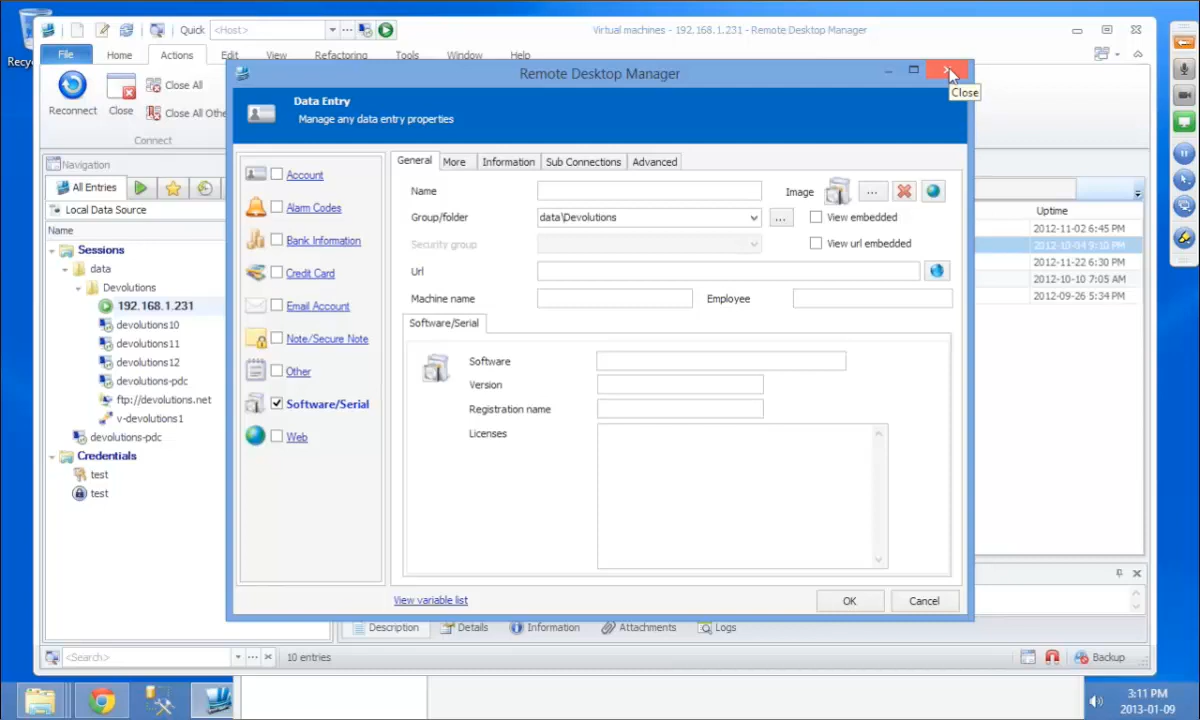 Recyc
Quick <Host>
Virtual machines - 192.168.1.231 - Remote Desktop Manager
File Home Actions Edit View Refactoring Tools Window Help
Reconnect
Close
Close All
Close All Othe
Connect
Navigation
All Entries
Local Data Source
Name
Sessions
data
Devolutions
192.168.1.231
devolutions10
devolutions11
devolutions12
devolutions-pdc
ftp://devolutions.net
v-devolutions1
devolutions-pdc
Credentials
test
test
Remote Desktop Manager
Close
Data Entry
Manage any data entry properties
Account
Alarm Codes
Bank Information
Credit Card
Email Account
Note/Secure Note
Other
Software/Serial
Web
General More Information Sub Connections Advanced
Name
Image
...
Group/folder data\Devolutions ... View embedded
Security group
View url embedded
Url
Machine name
Employee
Software/Serial
Software
Version
Registration name
Licenses
View variable list
OK
Cancel
Uptime
2012-11-02 6:45 PM
2012-10-04 9:10 PM
2012-11-22 6:30 PM
2012-10-10 7:05 AM
2012-09-26 5:34 PM
Description Details Information Attachments Logs
<Search>
10 entries
Backup
3:11 PM
2013-01-09